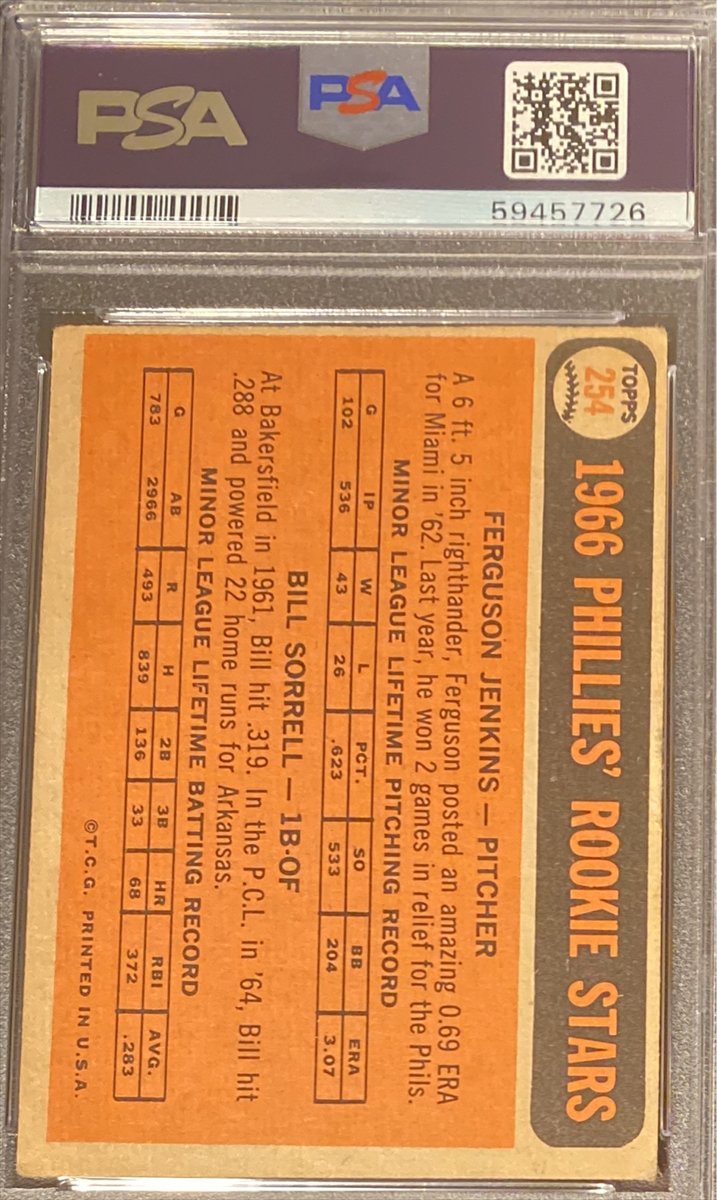 PSA
PSA
59457726
TOPPS
254
1966 PHILLIES' ROOKIE STARS
FERGUSON JENKINS — PITCHER
A 6 ft. 5 inch righthander, Ferguson posted an amazing 0.69 ERA
for Miami in '62. Last year, he won 2 games in relief for the Phils.
MINOR LEAGUE LIFETIME PITCHING RECORD
G IP W L PCT. SO BB ERA
102 536 43 26 .623 533 204 3.07
BILL SORRELL — 1B-OF
At Bakersfield in 1961, Bill hit .319. In the P.C.L. in '64, Bill hit
.288 and powered 22 home runs for Arkansas.
MINOR LEAGUE LIFETIME BATTING RECORD
G AB R H 2B 3B HR RBI AVG.
783 2966 493 839 136 33 68 372 .283
©T.C.G. PRINTED IN U.S.A.